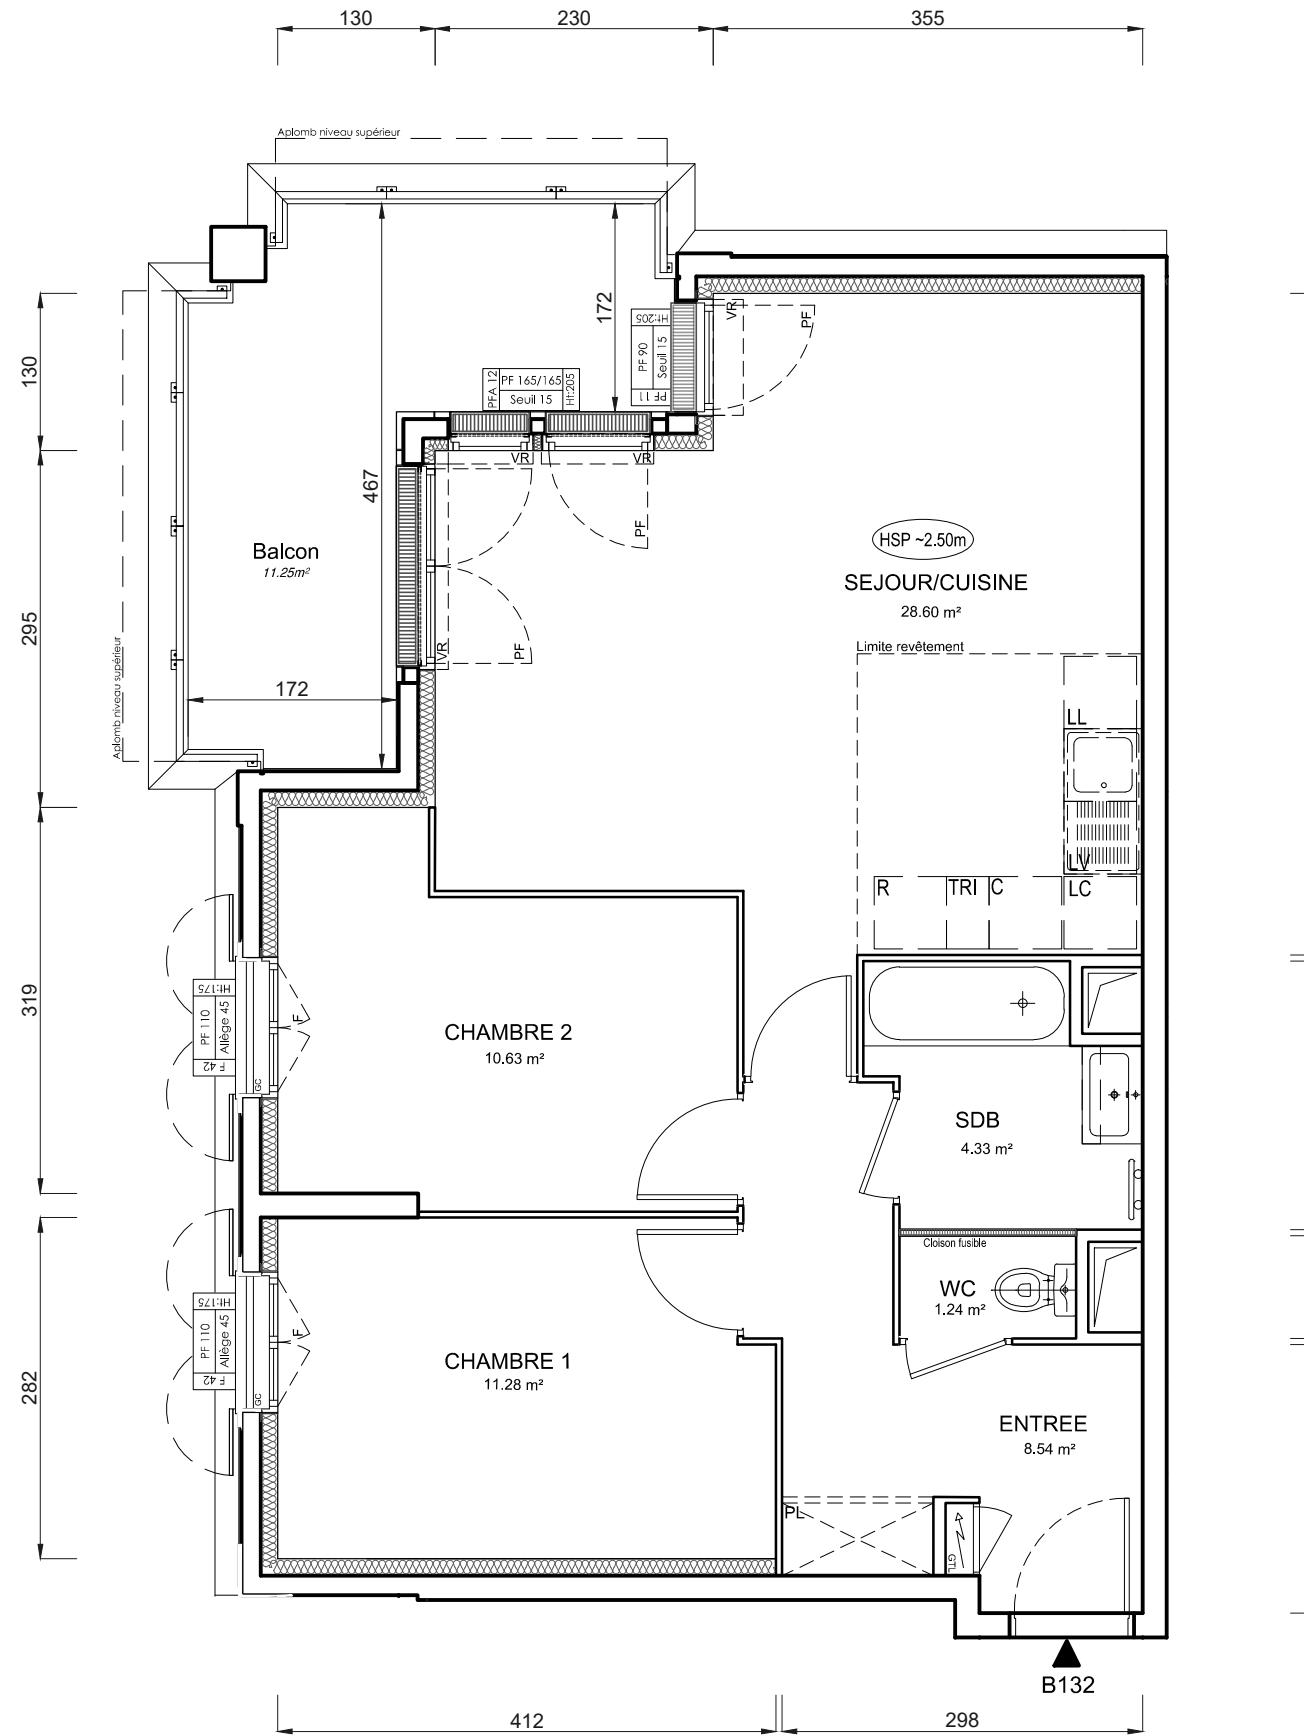 130
230
355
Aplomb niveau supérieur
172
130
VR
PF
Ht:205
PF 90
Seuil 15
PF 11
PFA 12
PF 165/165
Seuil 15
Ht:205
VR
VR
467
PF
HSP ~2.50m
Balcon
11.25m²
SEJOUR/CUISINE
28.60 m²
295
Limite revêtement
VR
PF
Aplomb niveau supérieur
172
LL
LV
R
TRI
C
LC
319
Ht:175
PF 110
Allège 45
F 42
GC
F
CHAMBRE 2
10.63 m²
SDB
4.33 m²
Cloison fusible
WC
1.24 m²
Ht:175
PF 110
Allège 45
F 42
GC
F
CHAMBRE 1
11.28 m²
282
ENTREE
8.54 m²
PL
GTL
B132
412
298